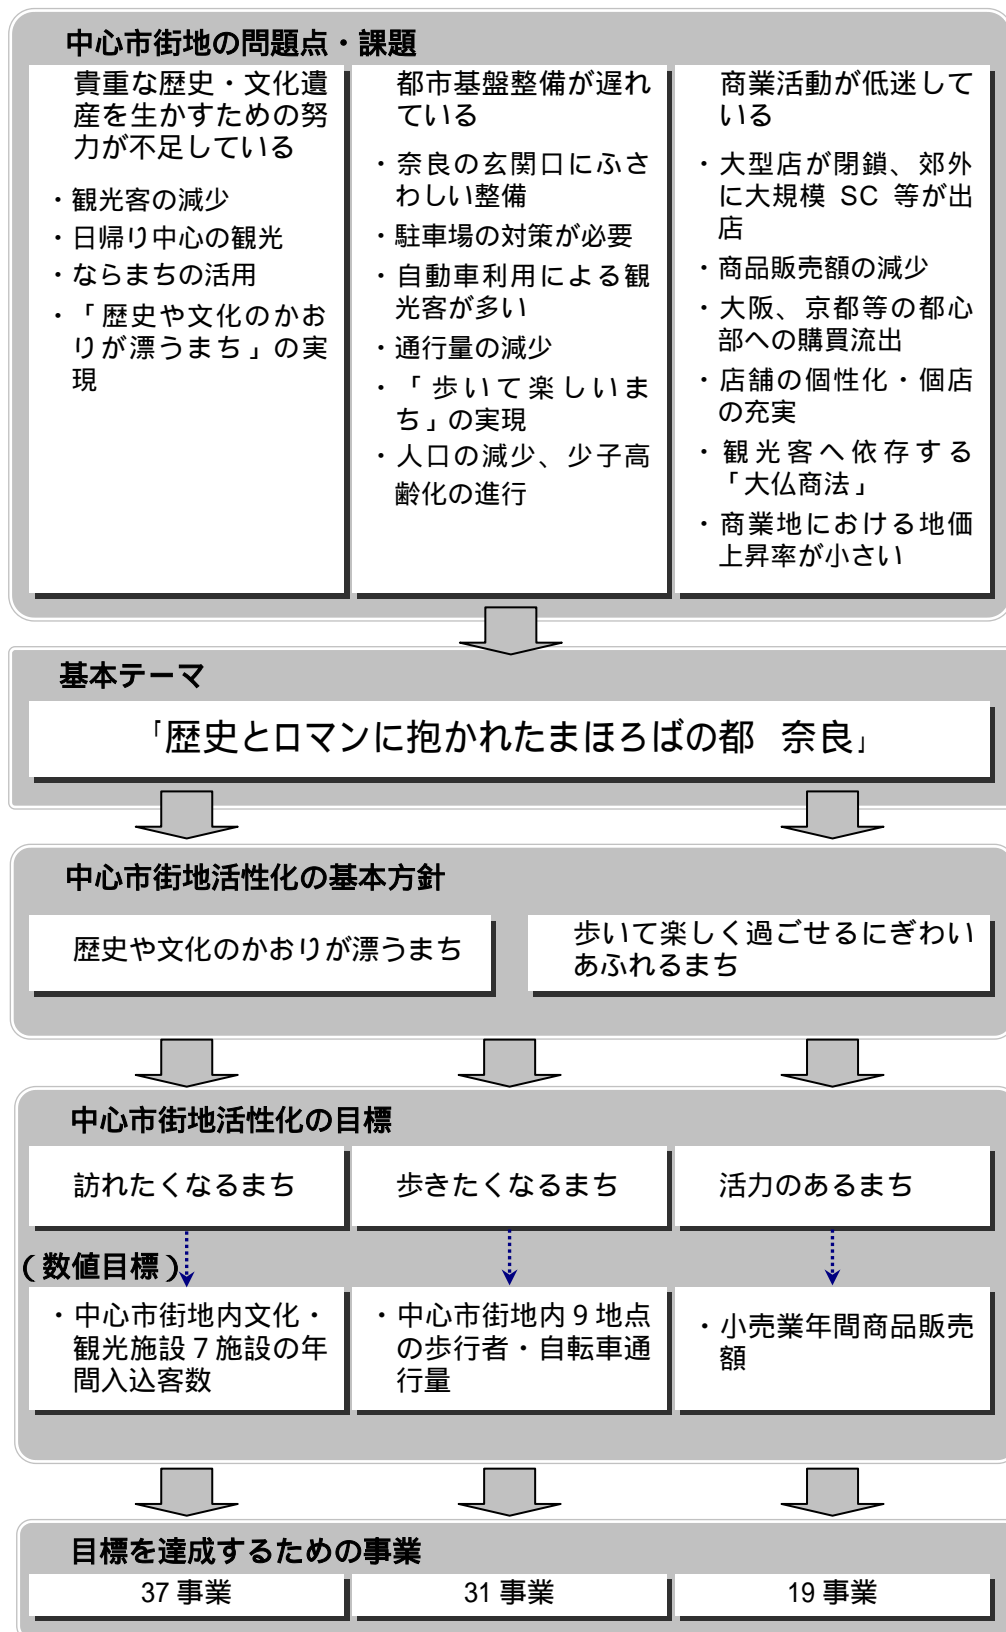 中心市街地の問題点・課題
貴重な歴史・文化遺
産を生かすための努
力が不足している
・観光客の減少
・日帰り中心の観光
・ならまちの活用
・「歴史や文化のかお
りが漂うまち」の実
現
都市基盤整備が遅れ
ている
・奈良の玄関口にふさ
わしい整備
・駐車場の対策が必要
・自動車利用による観
光客が多い
・通行量の減少
・「歩いて楽しいま
ち」の実現
・人口の減少、少子高
齢化の進行
商業活動が低迷して
いる
・大型店が閉鎖、郊外
に大規模 SC 等が出
店
・商品販売額の減少
・大阪、京都等の都心
部への購買流出
・店舗の個性化・個店
の充実
・観光客へ依存する
「大仏商法」
・商業地における地価
上昇率が小さい
基本テーマ
「歴史とロマンに抱かれたまほろばの都 奈良」
中心市街地活性化の基本方針
歴史や文化のかおりが漂うまち
歩いて楽しく過ごせるにぎわい
あふれるまち
中心市街地活性化の目標
訪れたくなるまち
歩きたくなるまち
活力のあるまち
(数値目標)
・中心市街地内文化・
観光施設7施設の年
間入込客数
・中心市街地内9地点
の歩行者・自転車通
行量
・小売業年間商品販売
額
目標を達成するための事業
37 事業
31 事業
19 事業